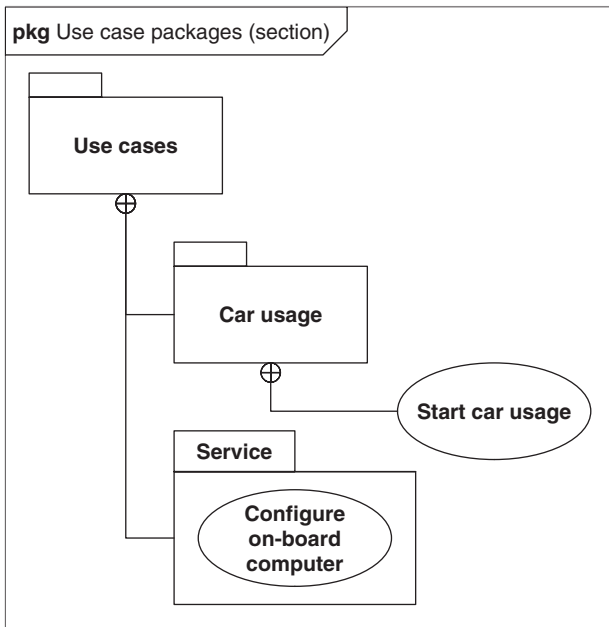 pkg Use case packages (section)
Use cases
Car usage
Start car usage
Service
Configure
on-board
computer